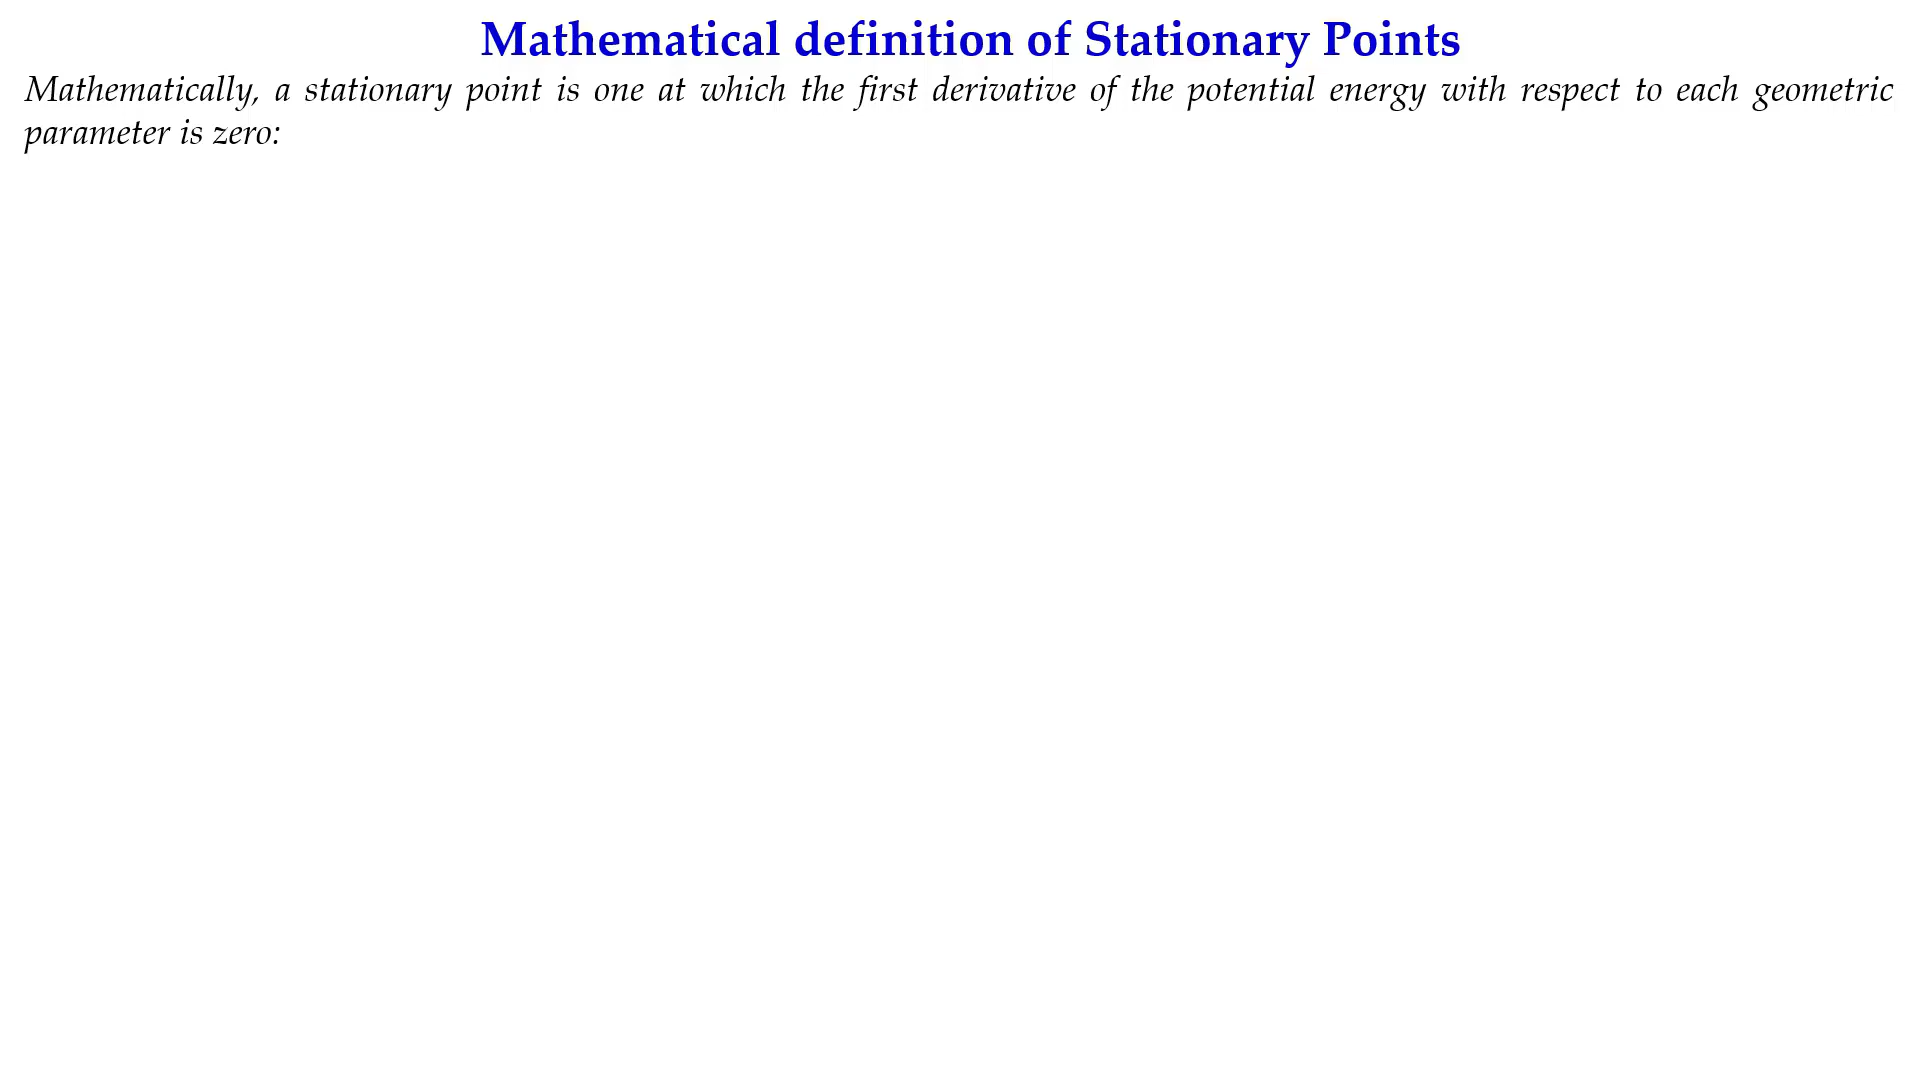 Mathematical definition of Stationary Points
Mathematically, a stationary point is one at which the first derivative of the potential energy with respect to each geometric
parameter is zero: